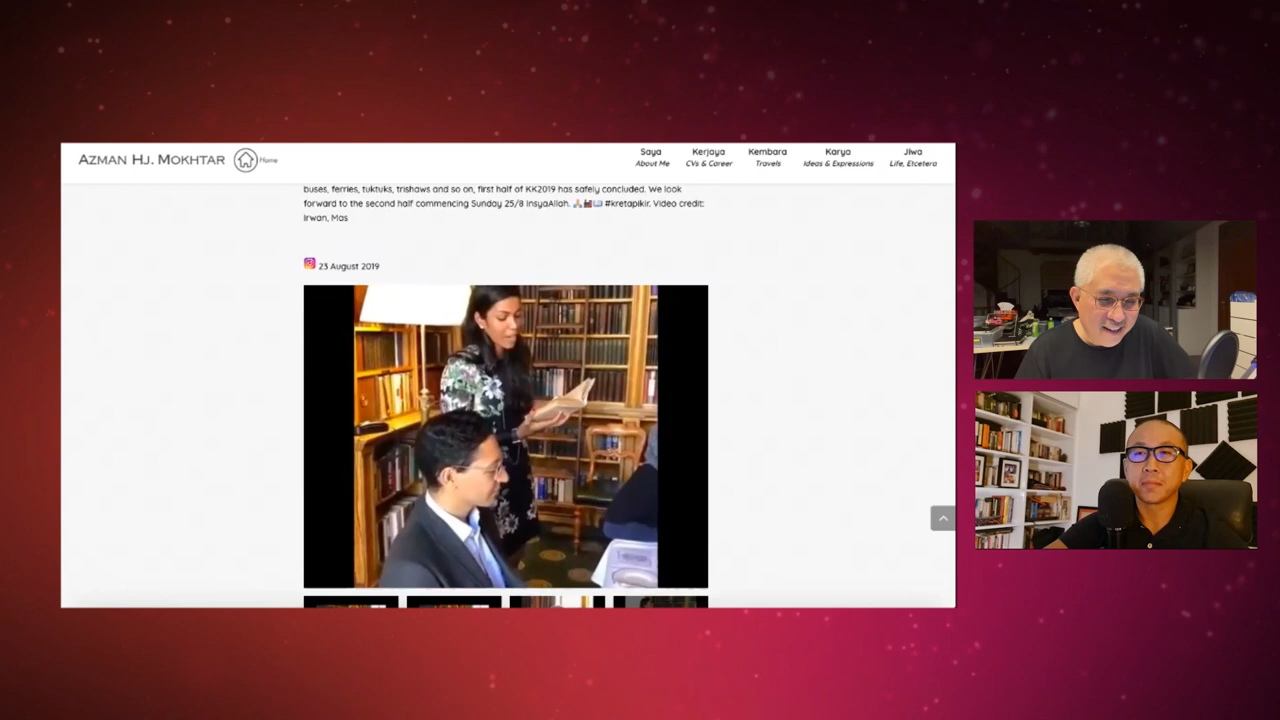 AZMAN HJ. MOKHTAR
Home
Saya
About Me
Kerjaya
CVs & Career
Kembara
Travels
Karya
Ideas & Expressions
Jiwa
Life, Etcetera
buses, ferries, tuktuks, trishaws and so on, first half of KK2019 has safely concluded. We look
forward to the second half commencing Sunday 25/8 InsyaAllah. 🙏🚂📖 #kretapikir. Video credit:
Irwan, Mas
23 August 2019